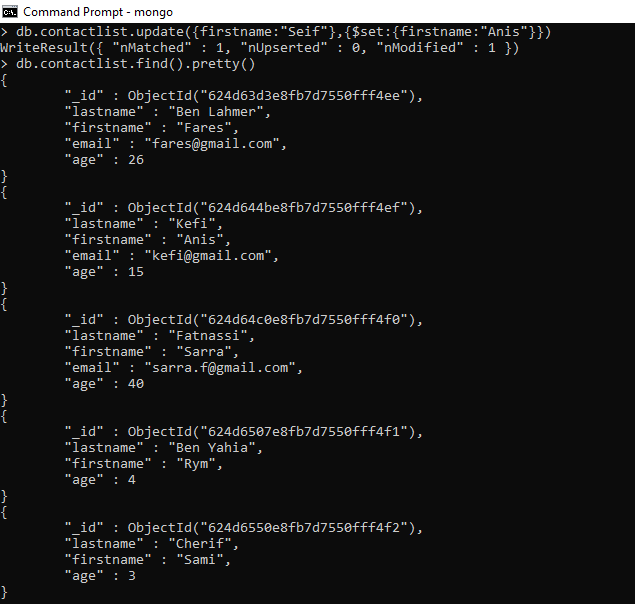 Command Prompt - mongo
> db.contactlist.update({firstname:"Seif"},{$set:{firstname:"Anis"}})
WriteResult({ "nMatched" : 1, "nUpserted" : 0, "nModified" : 1 })
> db.contactlist.find().pretty()
{
        "_id" : ObjectId("624d63d3e8fb7d7550fff4ee"),
        "lastname" : "Ben Lahmer",
        "firstname" : "Fares",
        "email" : "fares@gmail.com",
        "age" : 26
}
{
        "_id" : ObjectId("624d644be8fb7d7550fff4ef"),
        "lastname" : "Kefi",
        "firstname" : "Anis",
        "email" : "kefi@gmail.com",
        "age" : 15
}
{
        "_id" : ObjectId("624d64c0e8fb7d7550fff4f0"),
        "lastname" : "Fatnassi",
        "firstname" : "Sarra",
        "email" : "sarra.f@gmail.com",
        "age" : 40
}
{
        "_id" : ObjectId("624d6507e8fb7d7550fff4f1"),
        "lastname" : "Ben Yahia",
        "firstname" : "Rym",
        "age" : 4
}
{
        "_id" : ObjectId("624d6550e8fb7d7550fff4f2"),
        "lastname" : "Cherif",
        "firstname" : "Sami",
        "age" : 3
}